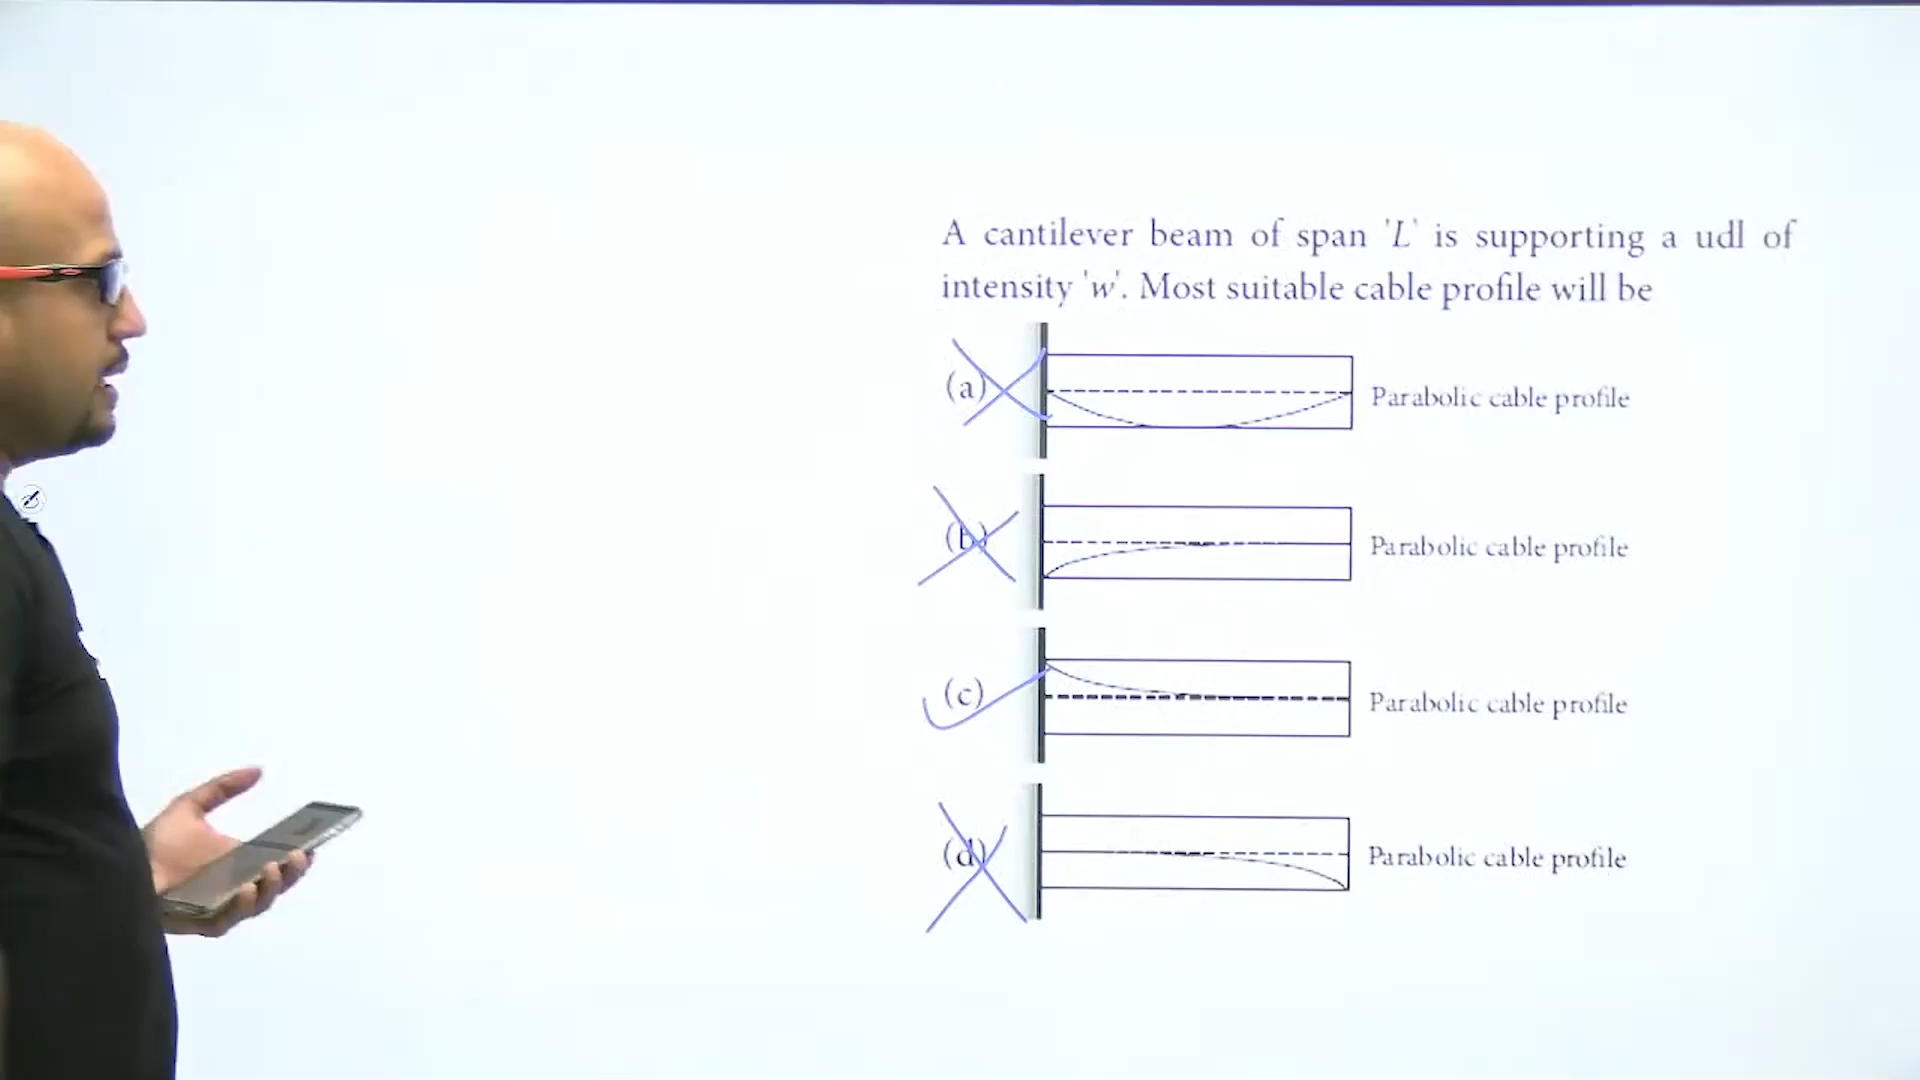 A cantilever beam of span 'L' is supporting a udl of
intensity 'w'. Most suitable cable profile will be
(a) Parabolic cable profile
(b) Parabolic cable profile
(c) Parabolic cable profile
(d) Parabolic cable profile